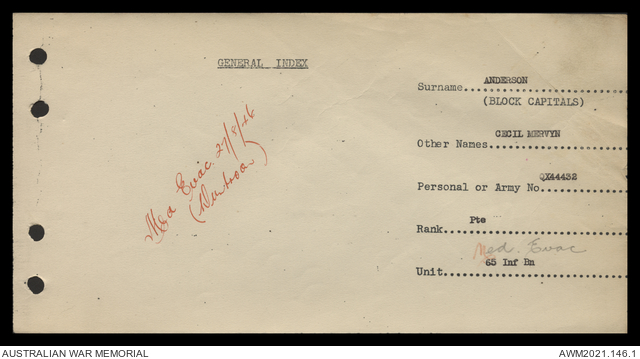 GENERAL INDEX
Surname....ANDERSON....
(BLOCK CAPITALS)
Other Names....CECIL MERVYN....
Personal or Army No....QX44432....
Rank....Pte....
Med. Evac
Unit....65 Inf Bn....
Med Evac. 27/8/46
(Duntroon)
AUSTRALIAN WAR MEMORIAL
AWM2021.146.1